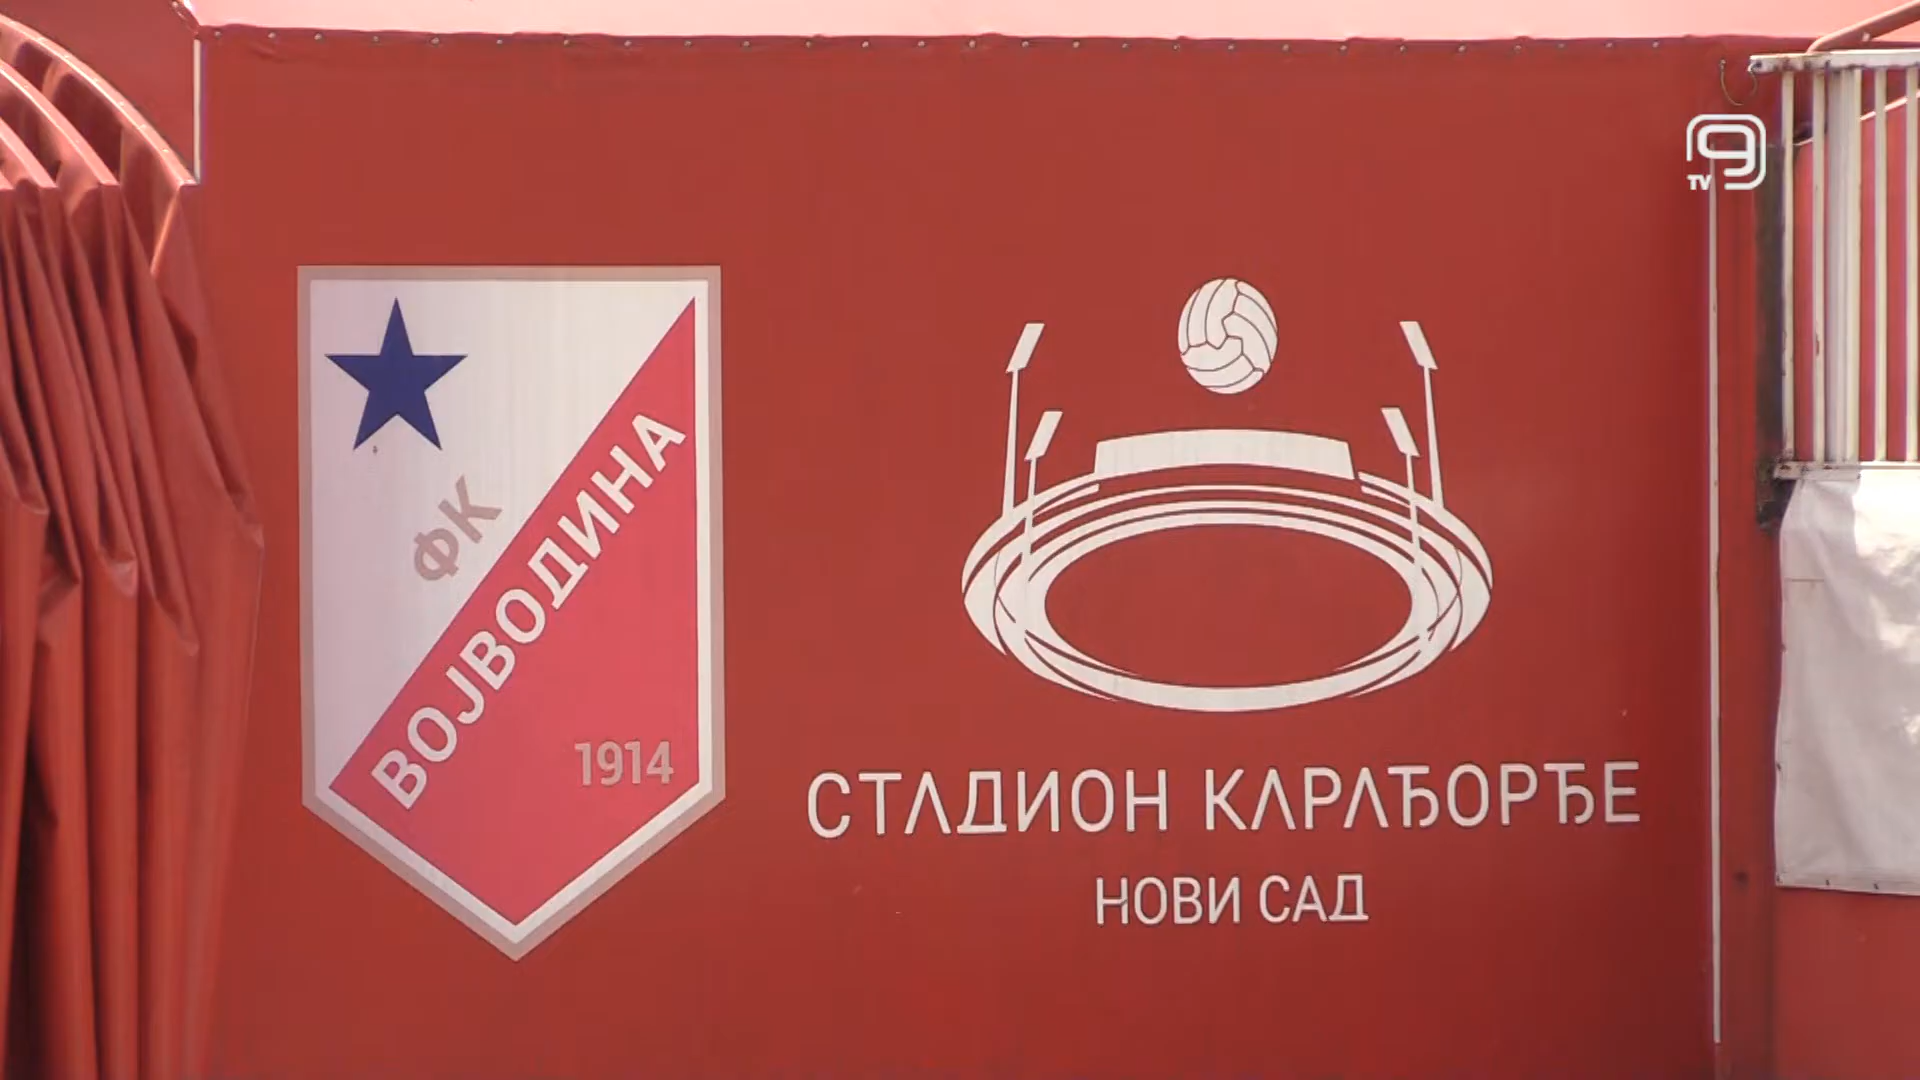 ФК
ВОЈВОДИНА
1914
СТАДИОН КАРАЂОРЂЕ
НОВИ САД
9
TV